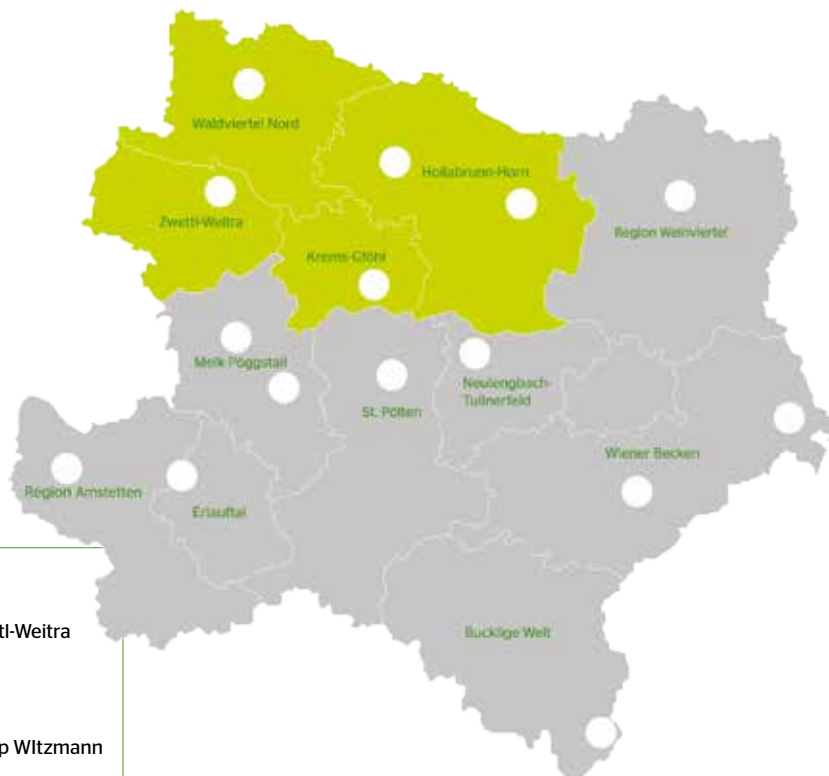 Waldviertel Nord
Hollabrunn-Horn
Zwettl-Weitra
Region Weinviertel
Krems-Gföhl
Melk-Pöggstall
St. Pölten
Neulengbach-
Tullnerfeld
Wiener Becken
Region Amstetten
Erlauftal
Bucklige Welt
tl-Weitra
p WItzmann